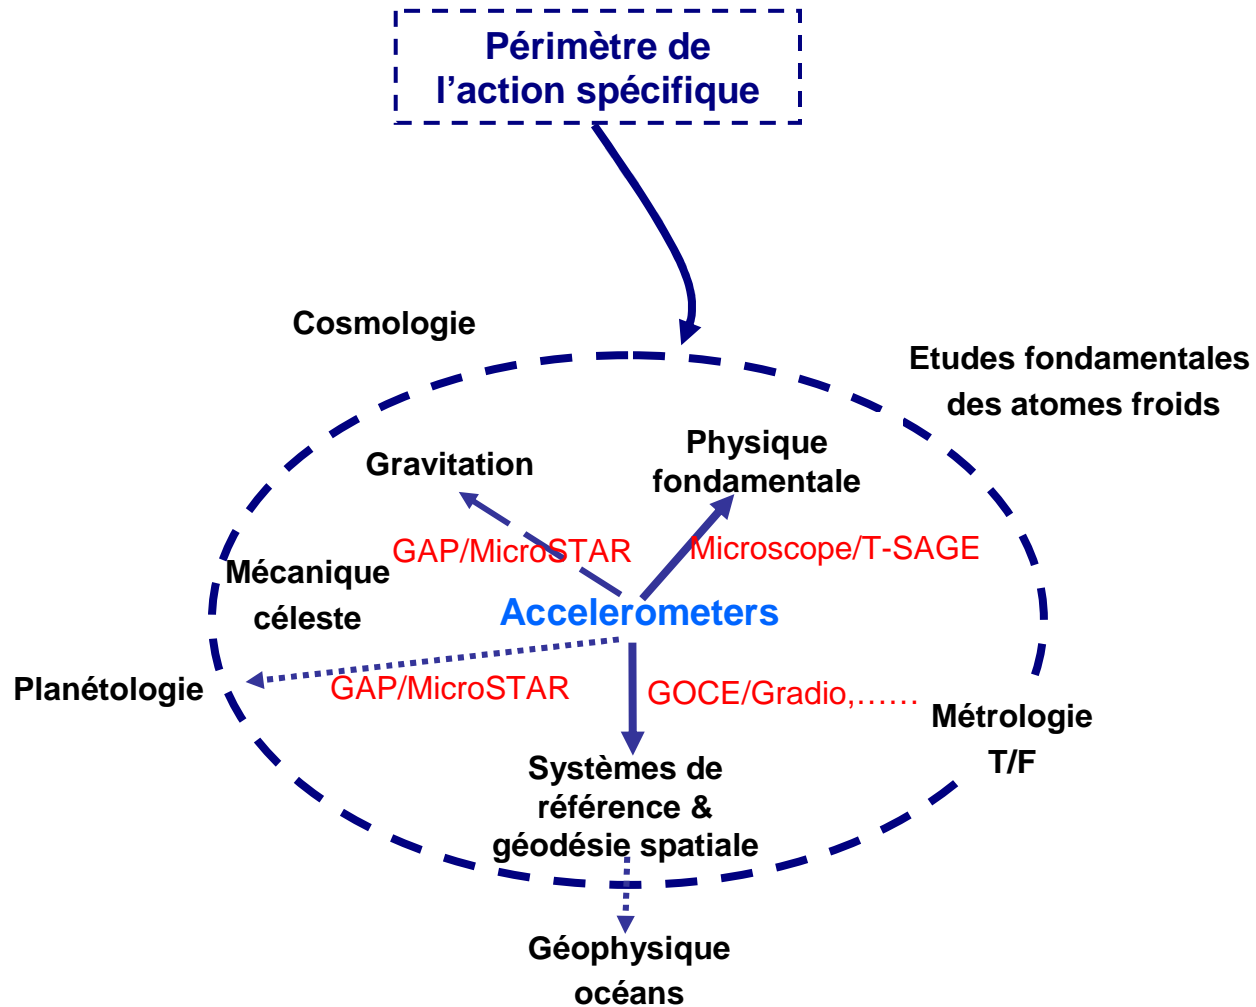 Périmètre de
l’action spécifique
Cosmologie
Etudes fondamentales
des atomes froids
Physique
fondamentale
Gravitation
GAP/MicroSTAR
Microscope/T-SAGE
Mécanique
céleste
Accelerometers
Planétologie
GAP/MicroSTAR
GOCE/Gradio,……
Métrologie
T/F
Systèmes de
référence &
géodésie spatiale
Géophysique
océans